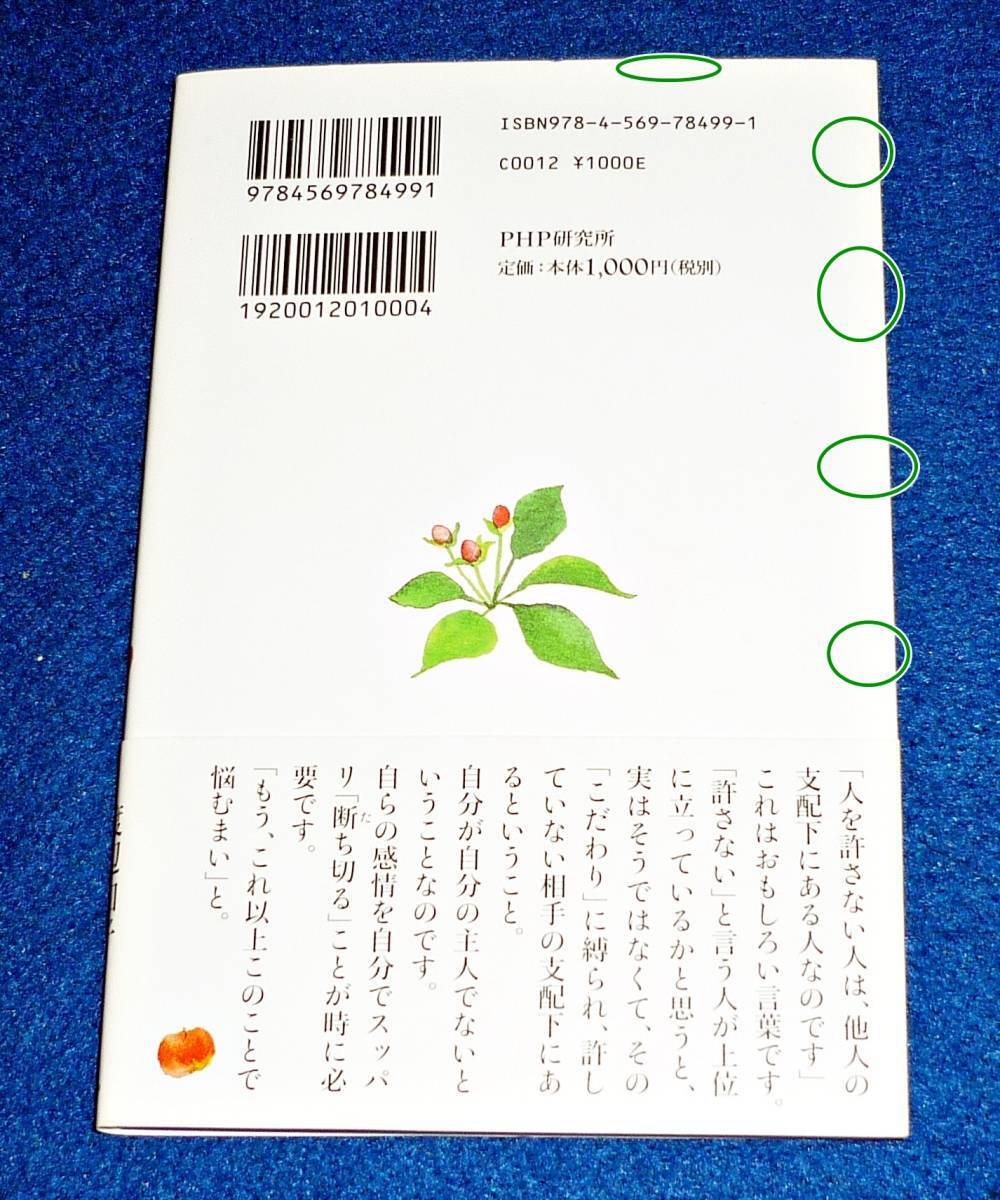 ISBN978-4-569-78499-1
C0012 ¥1000E
9784569784991
PHP研究所
定価：本体1,000円（税別）
1920012010004
「人を許さない人は、他人の
支配下にある人なのです」
これはおもしろい言葉です。
「許さない」と言う人が上位
に立っているかと思うと、
実はそうではなくて、その
「こだわり」に縛られ、許し
ていない相手の支配下にあ
るということ。
自分が自分の主人でないと
いうことなのです。
自らの感情を自分でスッパ
リ「断ち切る」ことが時に必
要です。
「もう、これ以上このことで
悩むまい」と。
た